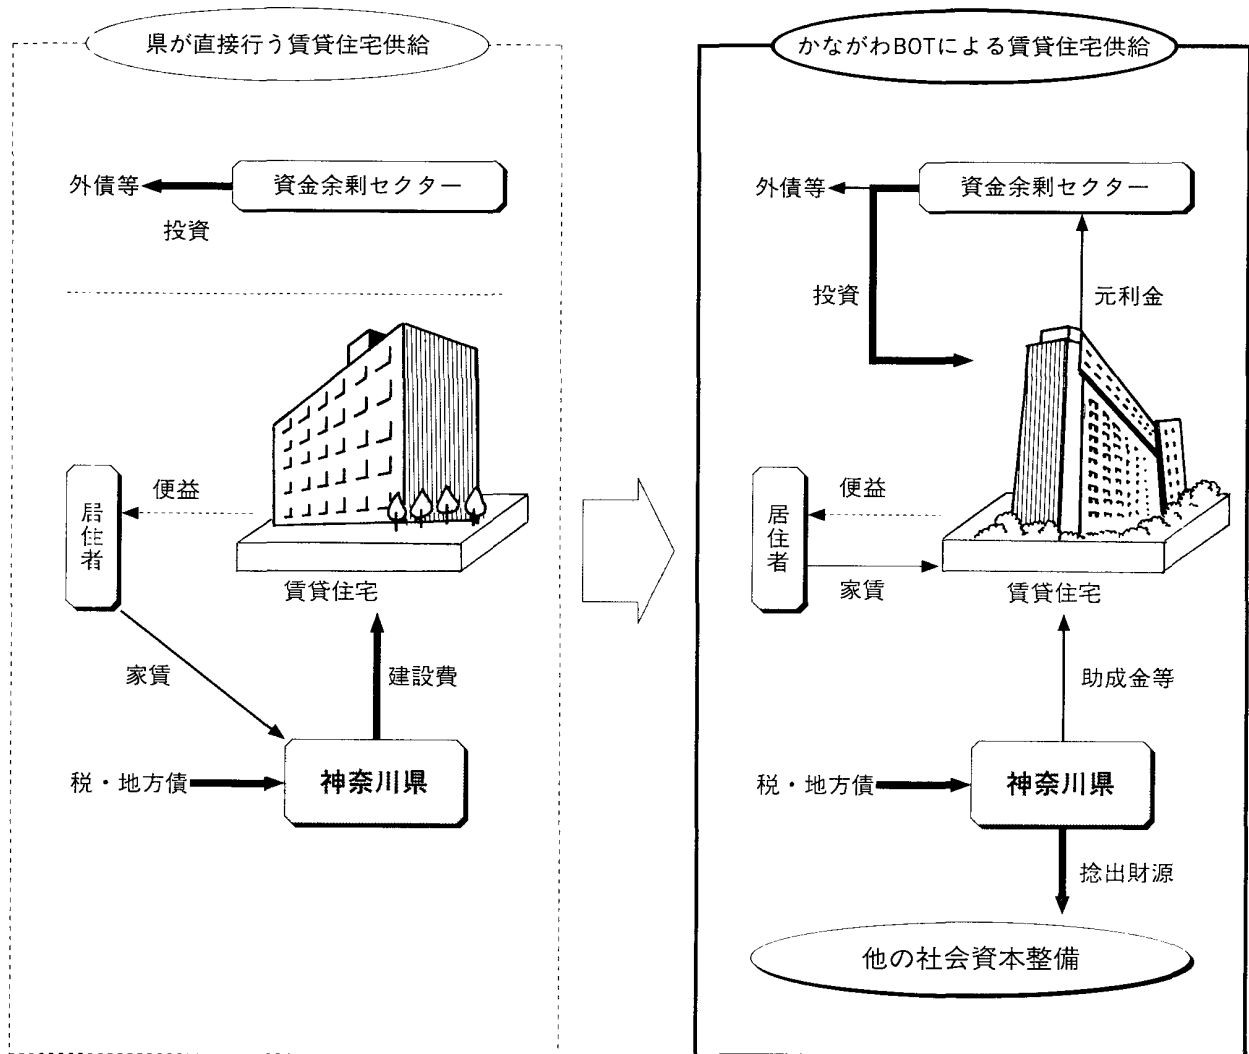 県が直接行う賃貸住宅供給
外債等
資金余剰セクター
投資
便益
居住者
賃貸住宅
家賃
建設費
税・地方債
神奈川県
かながわBOTによる賃貸住宅供給
外債等
資金余剰セクター
投資
元利金
便益
居住者
家賃
賃貸住宅
助成金等
税・地方債
神奈川県
捻出財源
他の社会資本整備